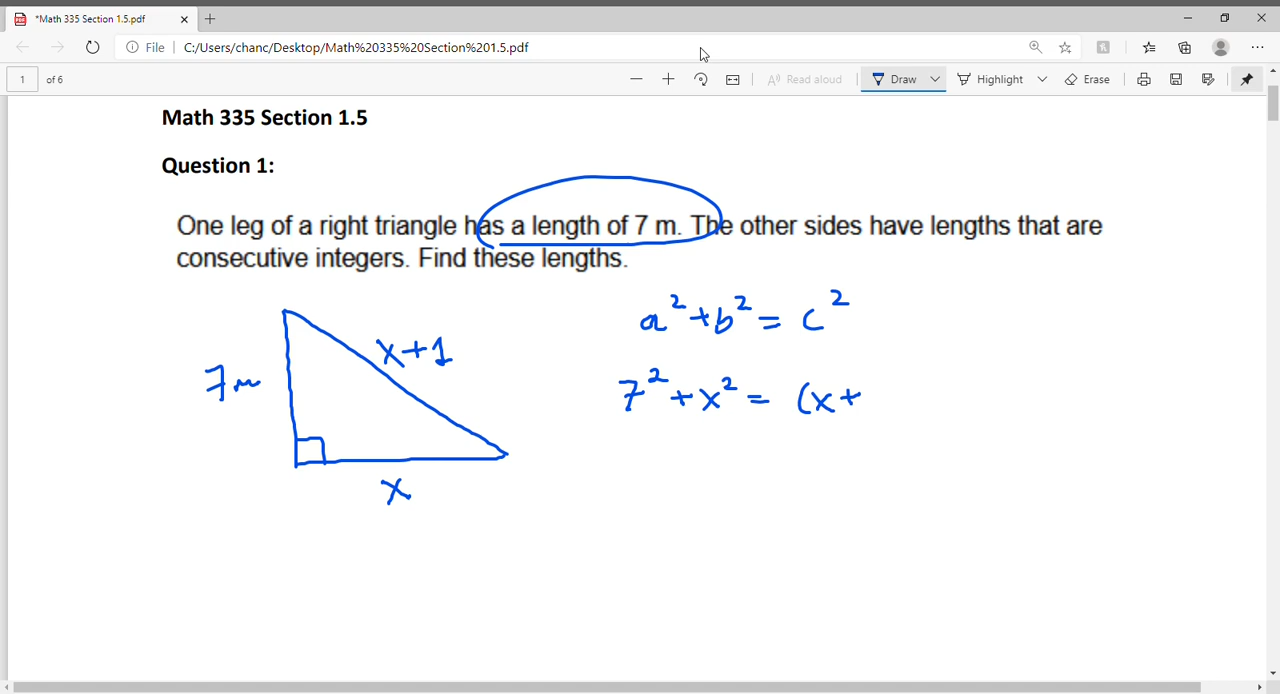 *Math 335 Section 1.5.pdf
File | C:/Users/chanc/Desktop/Math%20335%20Section%201.5.pdf
1 of 6
Read aloud Draw Highlight Erase
Math 335 Section 1.5
Question 1:
One leg of a right triangle has a length of 7 m. The other sides have lengths that are
consecutive integers. Find these lengths.
a² + b² = c²
x+1
7m
7² + x² = (x +
x